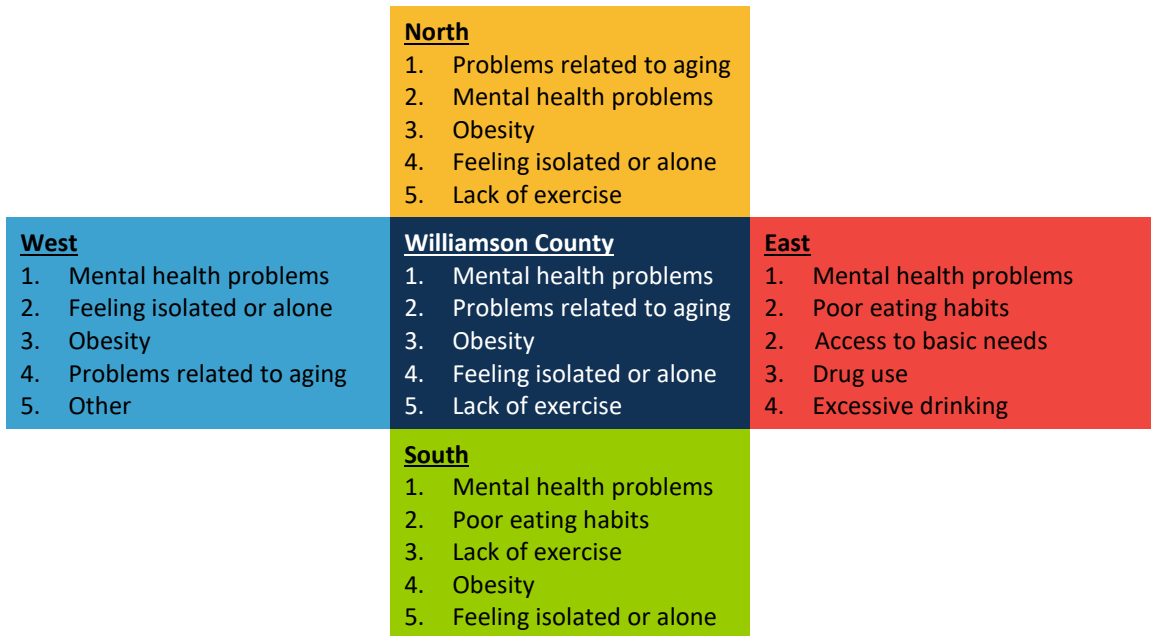 North
1. Problems related to aging
2. Mental health problems
3. Obesity
4. Feeling isolated or alone
5. Lack of exercise
West
1. Mental health problems
2. Feeling isolated or alone
3. Obesity
4. Problems related to aging
5. Other
Williamson County
1. Mental health problems
2. Problems related to aging
3. Obesity
4. Feeling isolated or alone
5. Lack of exercise
East
1. Mental health problems
2. Poor eating habits
2. Access to basic needs
3. Drug use
4. Excessive drinking
South
1. Mental health problems
2. Poor eating habits
3. Lack of exercise
4. Obesity
5. Feeling isolated or alone